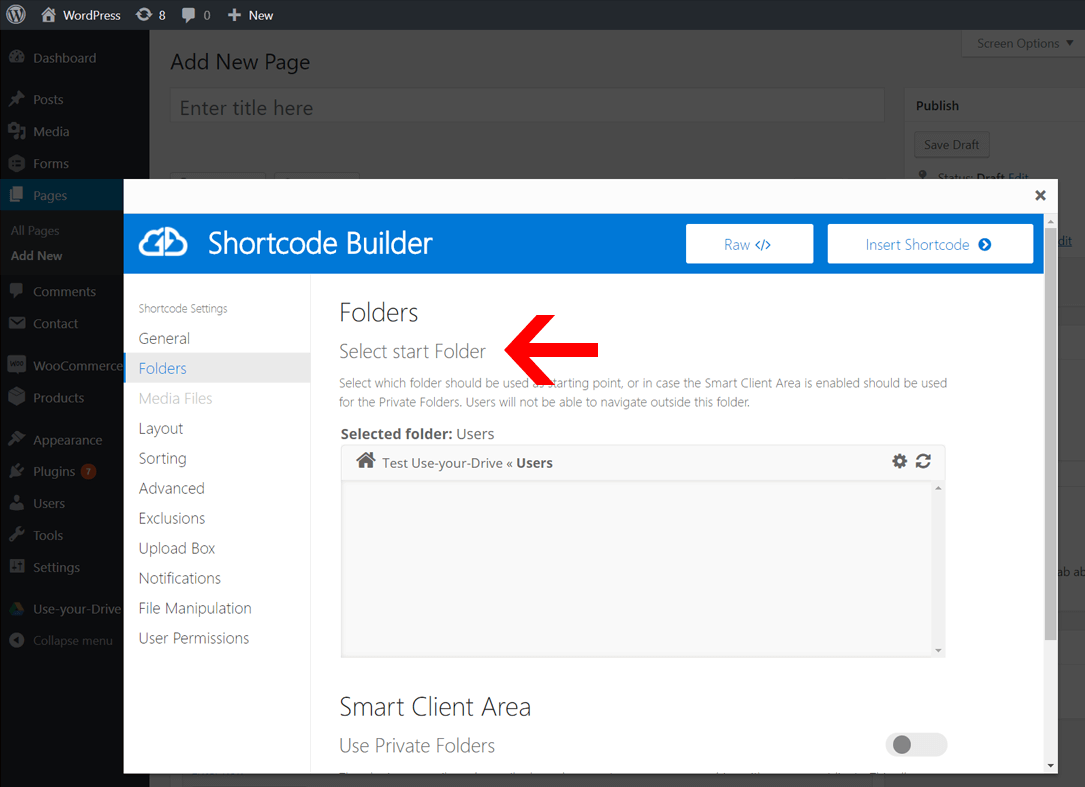 WordPress 8 0 New
Screen Options
Dashboard
Posts
Media
Forms
Pages
All Pages
Add New
Comments
Contact
WooCommerce
Products
Appearance
Plugins 7
Users
Tools
Settings
Use-your-Drive
Collapse menu
Add New Page
Enter title here
Publish
Save Draft
Status: Draft Edit
dit
ab ab
Shortcode Builder
Raw </>
Insert Shortcode
Shortcode Settings
General
Folders
Media Files
Layout
Sorting
Advanced
Exclusions
Upload Box
Notifications
File Manipulation
User Permissions
Folders
Select start Folder
Select which folder should be used as starting point, or in case the Smart Client Area is enabled should be used
for the Private Folders. Users will not be able to navigate outside this folder.
Selected folder: Users
Test Use-your-Drive « Users
Smart Client Area
Use Private Folders